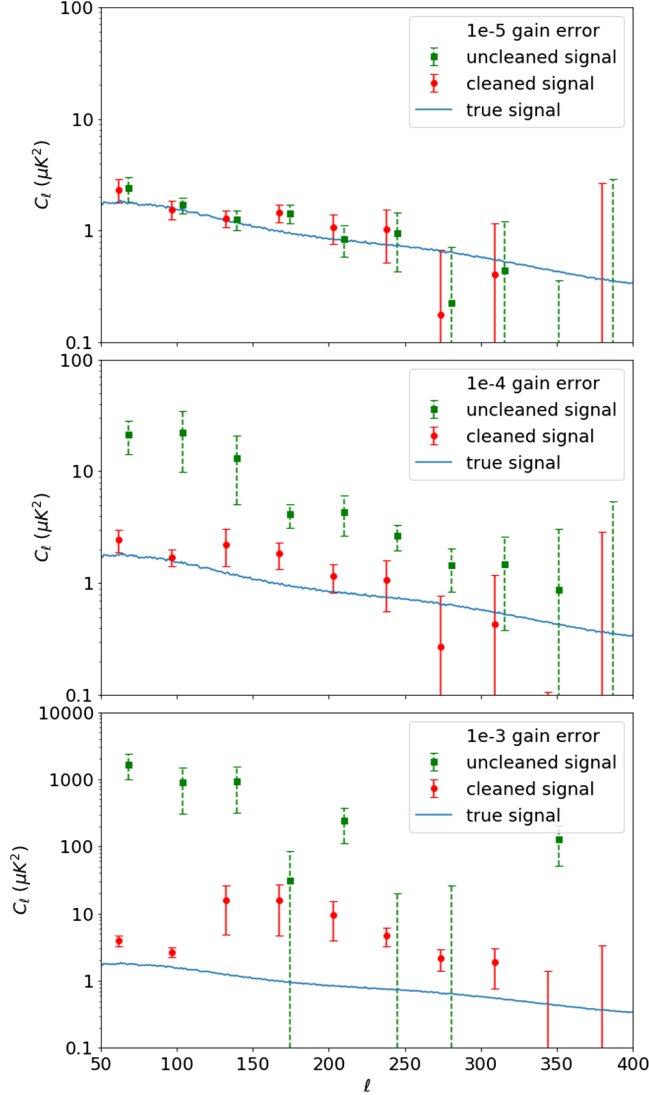 100
10
1
0.1
Cℓ (μK²)
1e-5 gain error
uncleaned signal
cleaned signal
true signal
100
10
1
0.1
Cℓ (μK²)
1e-4 gain error
uncleaned signal
cleaned signal
true signal
10000
1000
100
10
1
0.1
Cℓ (μK²)
1e-3 gain error
uncleaned signal
cleaned signal
true signal
50 100 150 200 250 300 350 400
ℓ